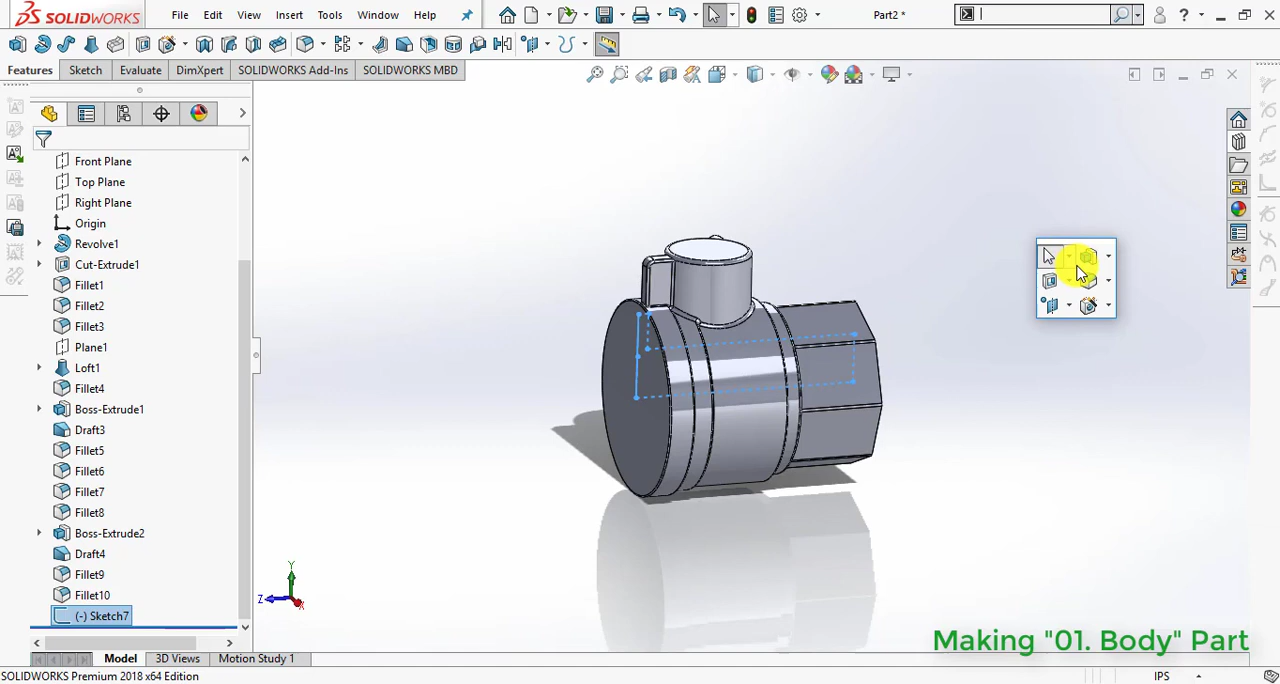 SOLIDWORKS
File Edit View Insert Tools Window Help
Part2 *
Features Sketch Evaluate DimXpert SOLIDWORKS Add-Ins SOLIDWORKS MBD
Front Plane
Top Plane
Right Plane
Origin
Revolve1
Cut-Extrude1
Fillet1
Fillet2
Fillet3
Plane1
Loft1
Fillet4
Boss-Extrude1
Draft3
Fillet5
Fillet6
Fillet7
Fillet8
Boss-Extrude2
Draft4
Fillet9
Fillet10
(-) Sketch7
Y
Z
X
Making "01. Body" Part
Model 3D Views Motion Study 1
SOLIDWORKS Premium 2018 x64 Edition
IPS